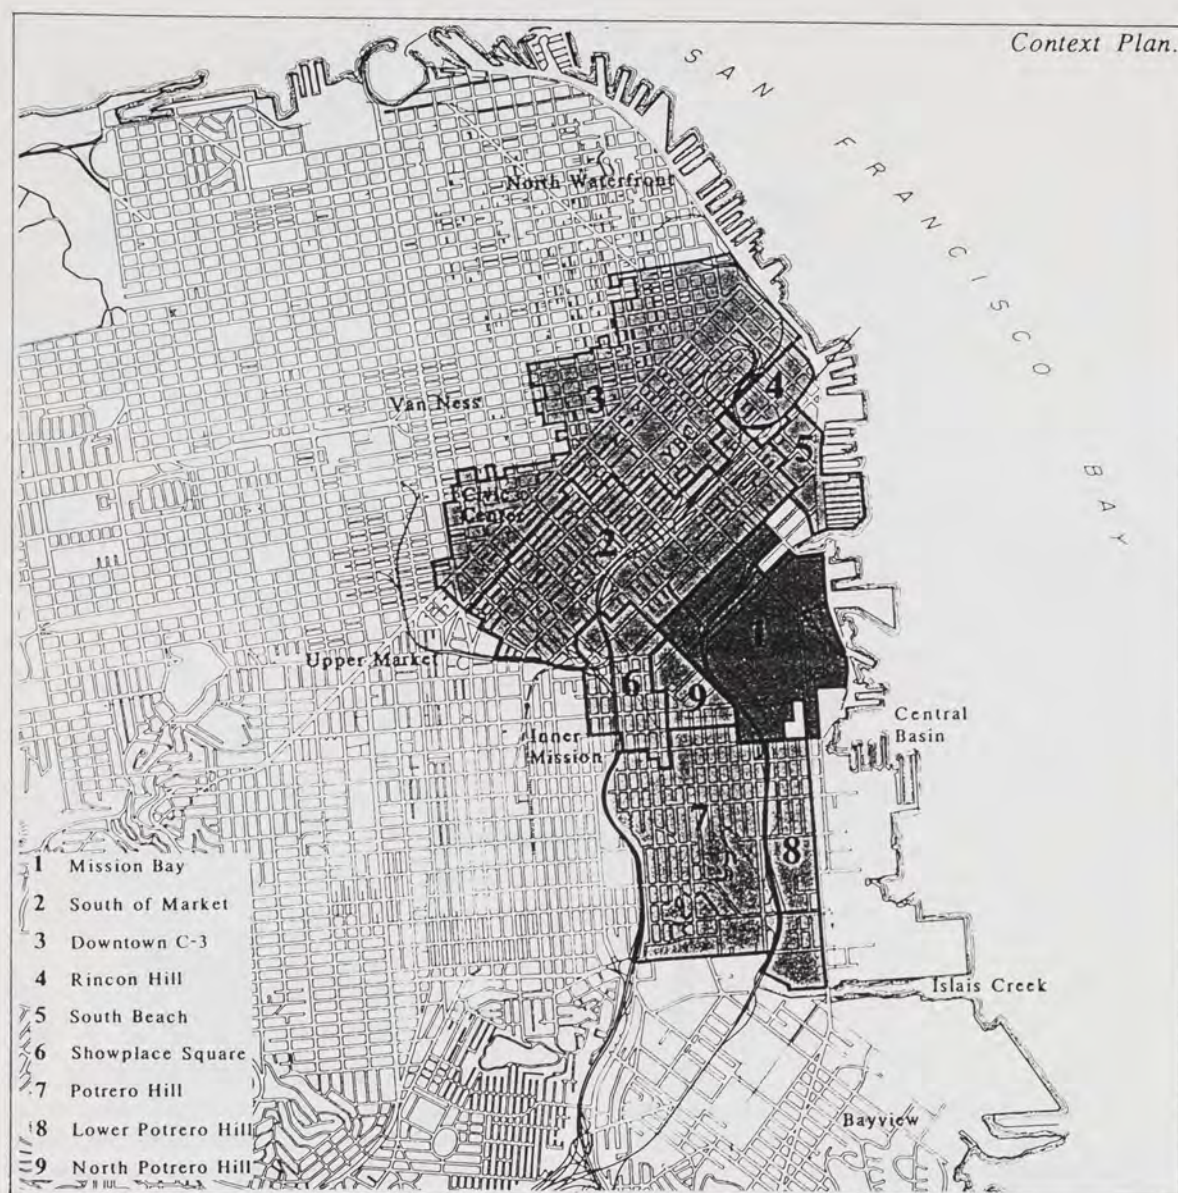 Context Plan.
SAN FRANCISCO BAY
North Waterfront
4
Van Ness
3
YBC
5
Civic
Center
2
1
Upper Market
6
9
Central
Basin
Inner
Mission
7
8
Islais Creek
Bayview
1 Mission Bay
2 South of Market
3 Downtown C-3
4 Rincon Hill
5 South Beach
6 Showplace Square
7 Potrero Hill
8 Lower Potrero Hill
9 North Potrero Hill